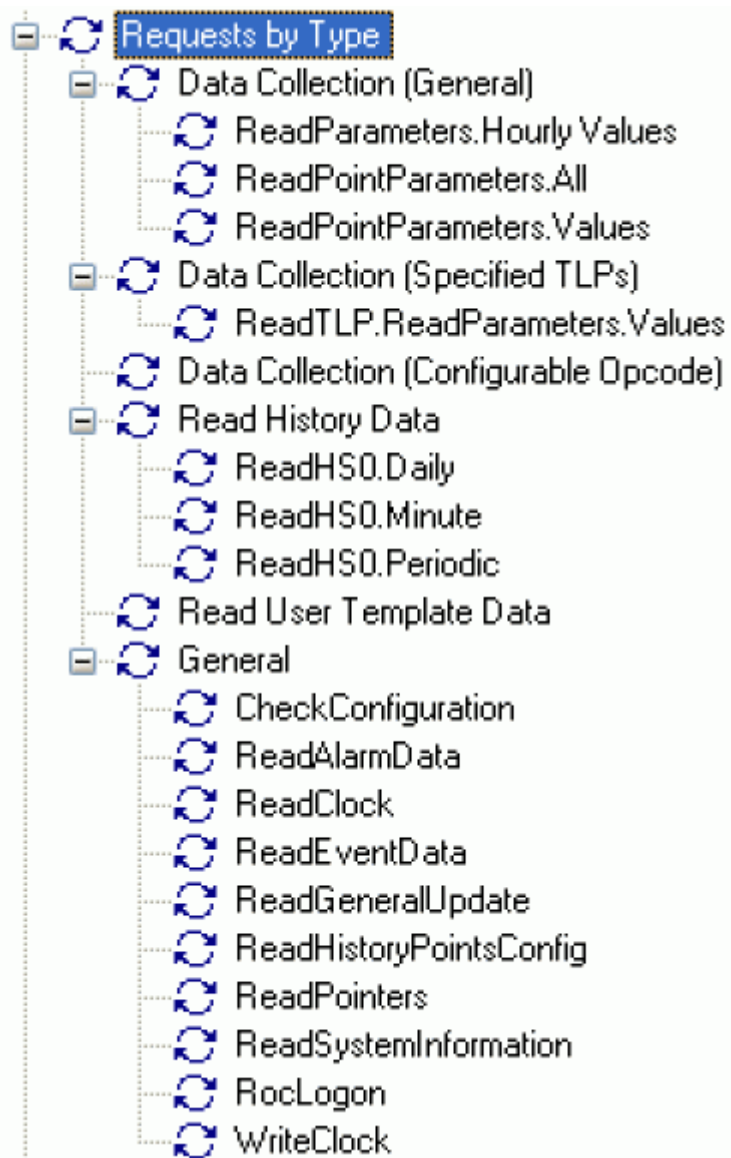 Requests by Type
Data Collection (General)
ReadParameters.Hourly Values
ReadPointParameters.All
ReadPointParameters.Values
Data Collection (Specified TLPs)
ReadTLP.ReadParameters.Values
Data Collection (Configurable Opcode)
Read History Data
ReadHS0.Daily
ReadHS0.Minute
ReadHS0.Periodic
Read User Template Data
General
CheckConfiguration
ReadAlarmData
ReadClock
ReadEventData
ReadGeneralUpdate
ReadHistoryPointsConfig
ReadPointers
ReadSystemInformation
RocLogon
WriteClock